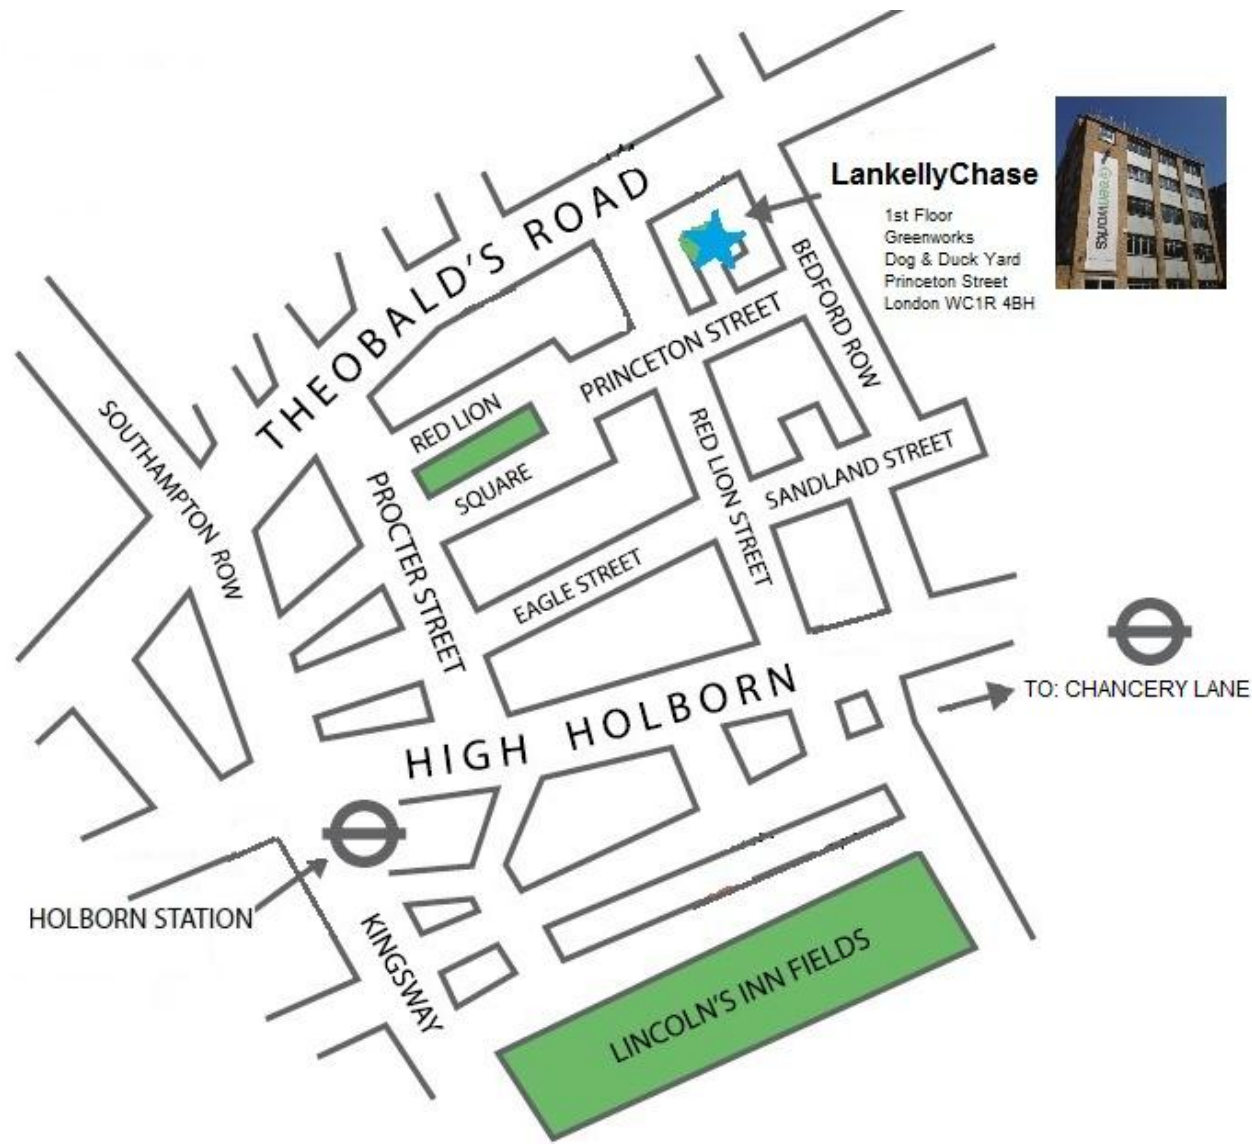 THEOBALD'S ROAD
LankellyChase
1st Floor
Greenworks
Dog & Duck Yard
Princeton Street
London WC1R 4BH
Greenworks
BEDFORD ROW
PRINCETON STREET
SOUTHAMPTON ROW
RED LION
SQUARE
PROCTER STREET
RED LION STREET
SANDLAND STREET
EAGLE STREET
HIGH HOLBORN
TO: CHANCERY LANE
HOLBORN STATION
KINGSWAY
LINCOLN'S INN FIELDS